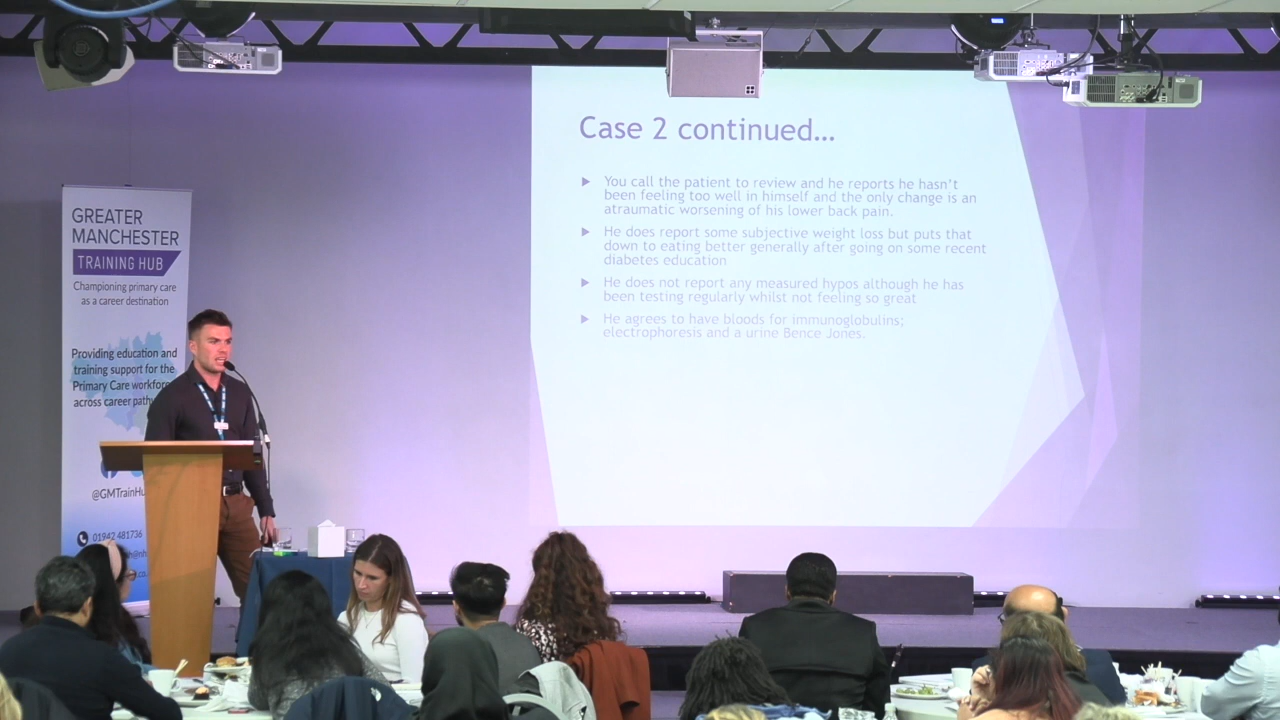 GREATER
MANCHESTER
TRAINING HUB
Championing primary care
as a career destination
Providing education and
training support for the
Primary Care workforce
across career
@GMTrainHu
01942 481736
Case 2 continued…
You call the patient to review and he reports he hasn't
been feeling too well in himself and the only change is an
atraumatic worsening of his lower back pain.
He does report some subjective weight loss but puts that
down to eating better generally after going on some recent
diabetes education
He does not report any measured hypos although he has
been testing regularly whilst not feeling so great
He agrees to have bloods for immunoglobulins;
electrophoresis and a urine Bence Jones.